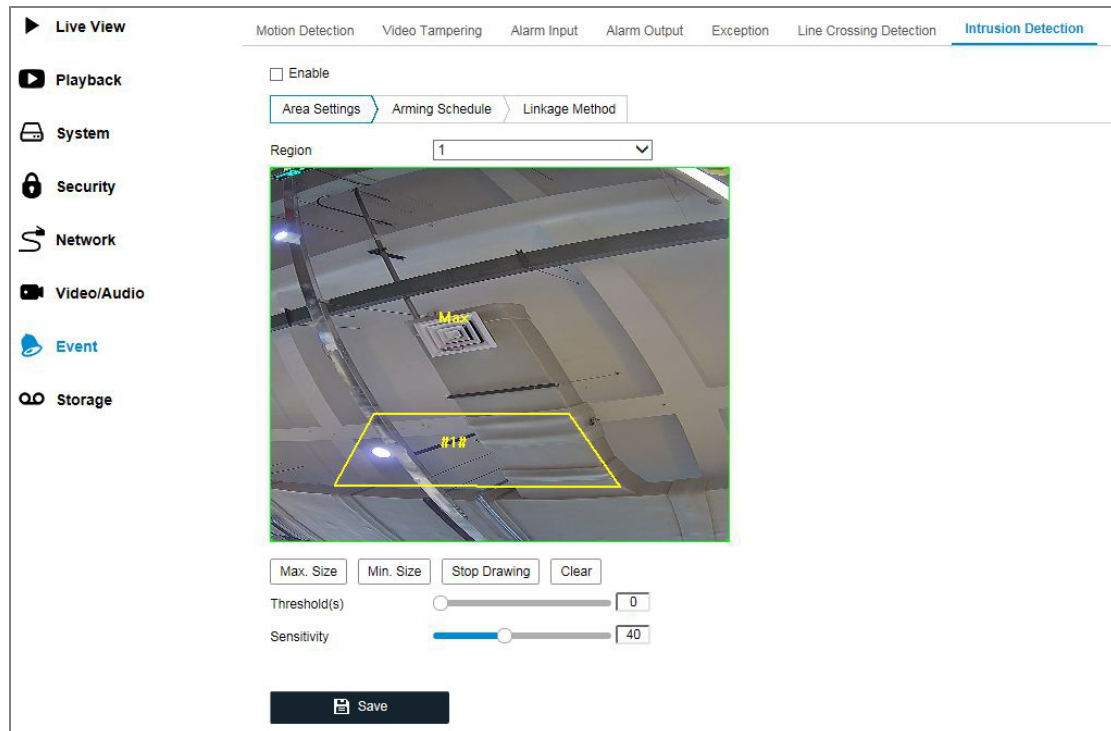 Live View
Playback
System
Security
Network
Video/Audio
Event
Storage
Motion Detection Video Tampering Alarm Input Alarm Output Exception Line Crossing Detection Intrusion Detection
Enable
Area Settings Arming Schedule Linkage Method
Region 1
Max
#1#
Max. Size Min. Size Stop Drawing Clear
Threshold(s) 0
Sensitivity 40
Save